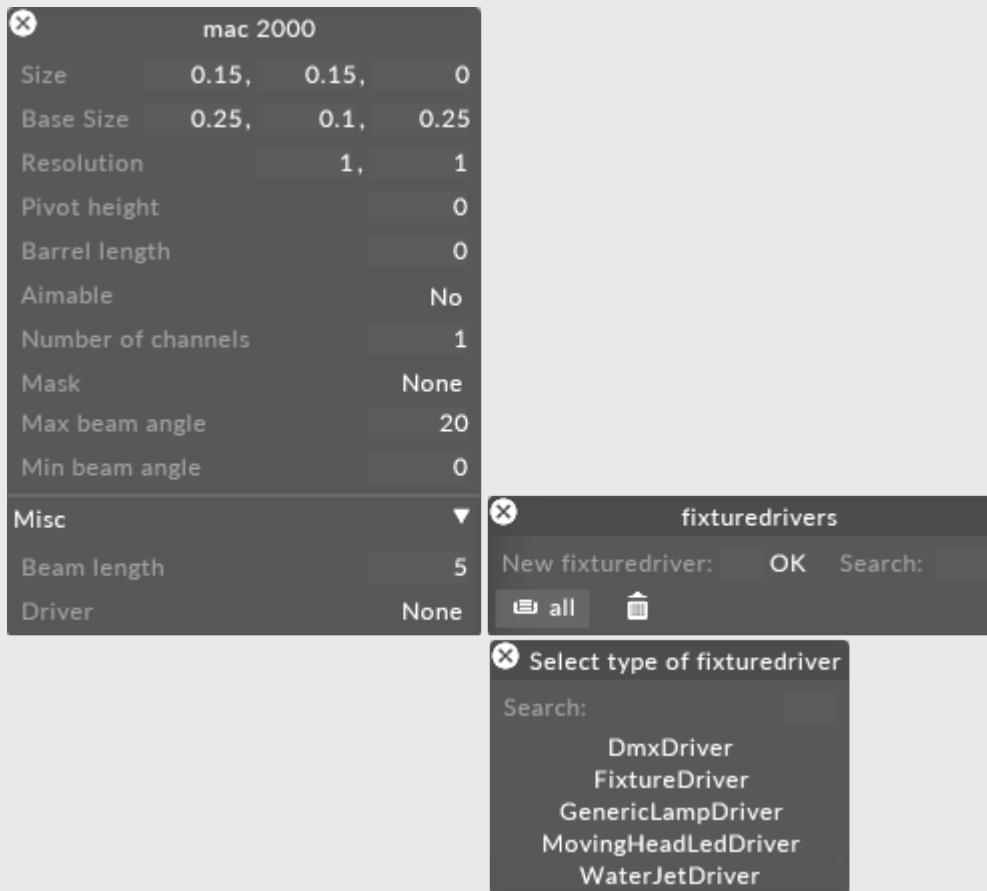 mac 2000
Size 0.15, 0.15, 0
Base Size 0.25, 0.1, 0.25
Resolution 1, 1
Pivot height 0
Barrel length 0
Aimable No
Number of channels 1
Mask None
Max beam angle 20
Min beam angle 0
Misc
Beam length 5
Driver None
fixturedrivers
New fixturedriver: OK Search:
all
Select type of fixturedriver
Search:
DmxDriver
FixtureDriver
GenericLampDriver
MovingHeadLedDriver
WaterJetDriver